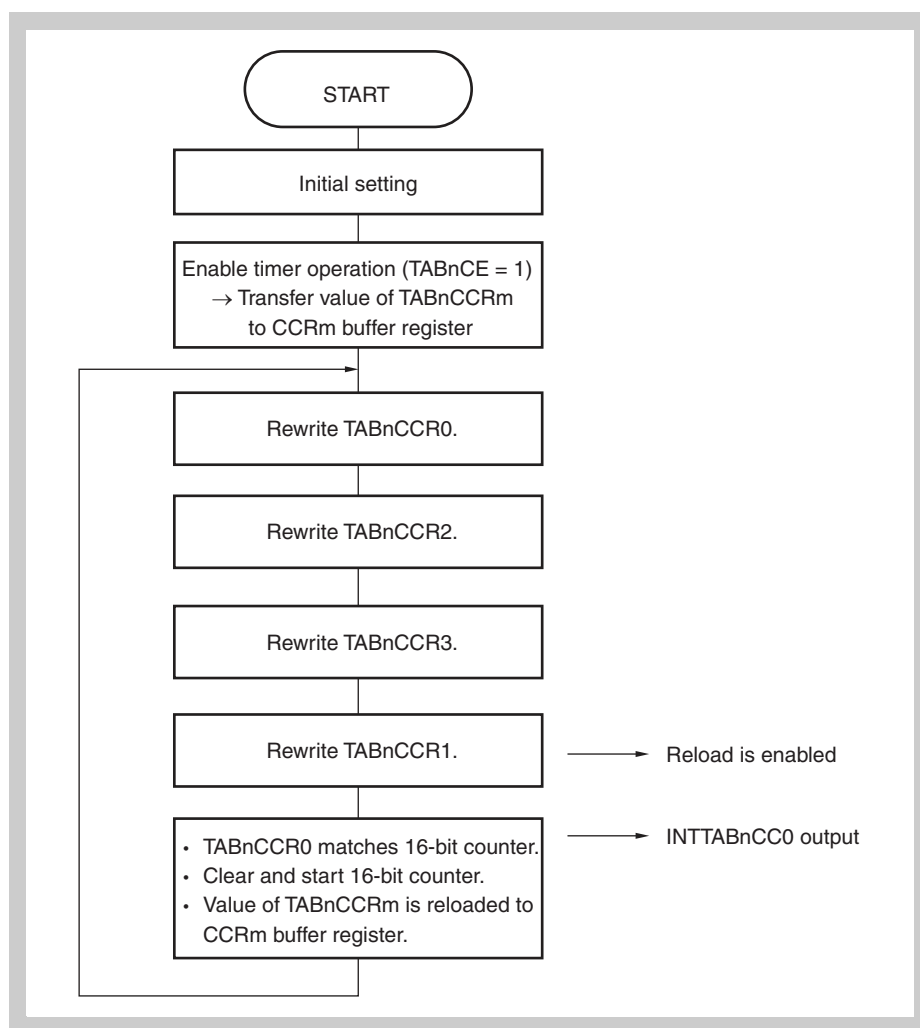 START
Initial setting
Enable timer operation (TABnCE = 1)
→ Transfer value of TABnCCRm
to CCRm buffer register
Rewrite TABnCCR0.
Rewrite TABnCCR2.
Rewrite TABnCCR3.
Rewrite TABnCCR1.
Reload is enabled
• TABnCCR0 matches 16-bit counter.
• Clear and start 16-bit counter.
• Value of TABnCCRm is reloaded to
CCRm buffer register.
INTTABnCC0 output